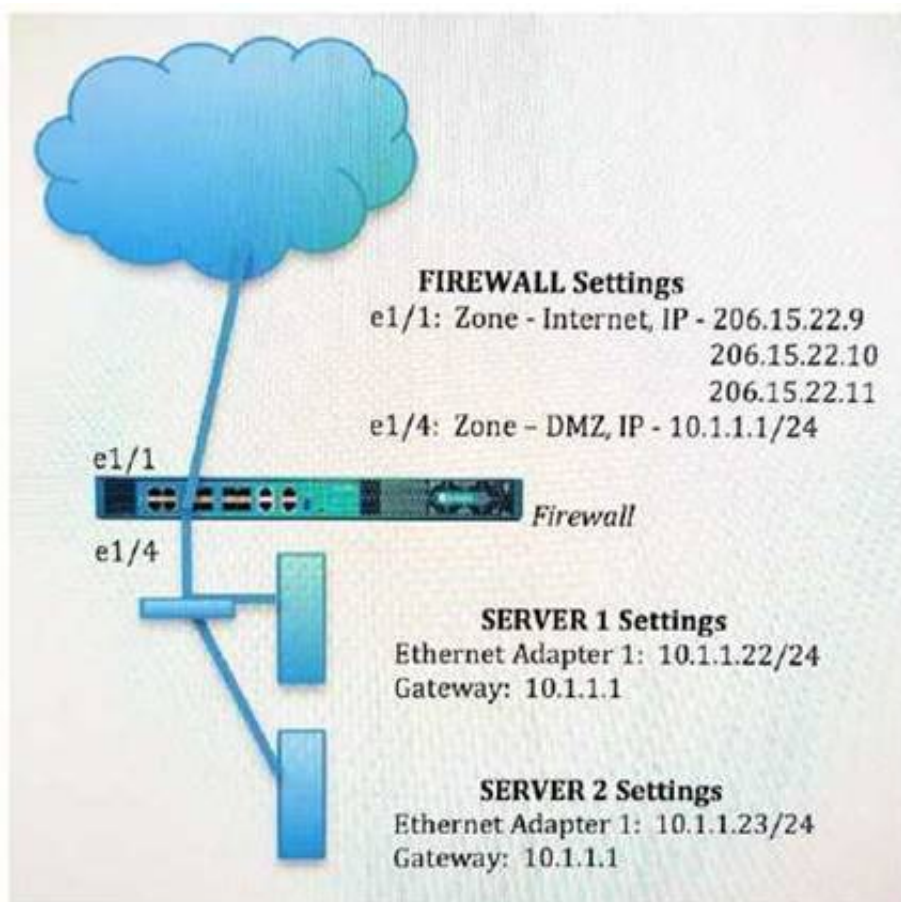 FIREWALL Settings
e1/1: Zone - Internet, IP - 206.15.22.9
206.15.22.10
206.15.22.11
e1/4: Zone – DMZ, IP - 10.1.1.1/24
e1/1
Firewall
e1/4
SERVER 1 Settings
Ethernet Adapter 1: 10.1.1.22/24
Gateway: 10.1.1.1
SERVER 2 Settings
Ethernet Adapter 1: 10.1.1.23/24
Gateway: 10.1.1.1